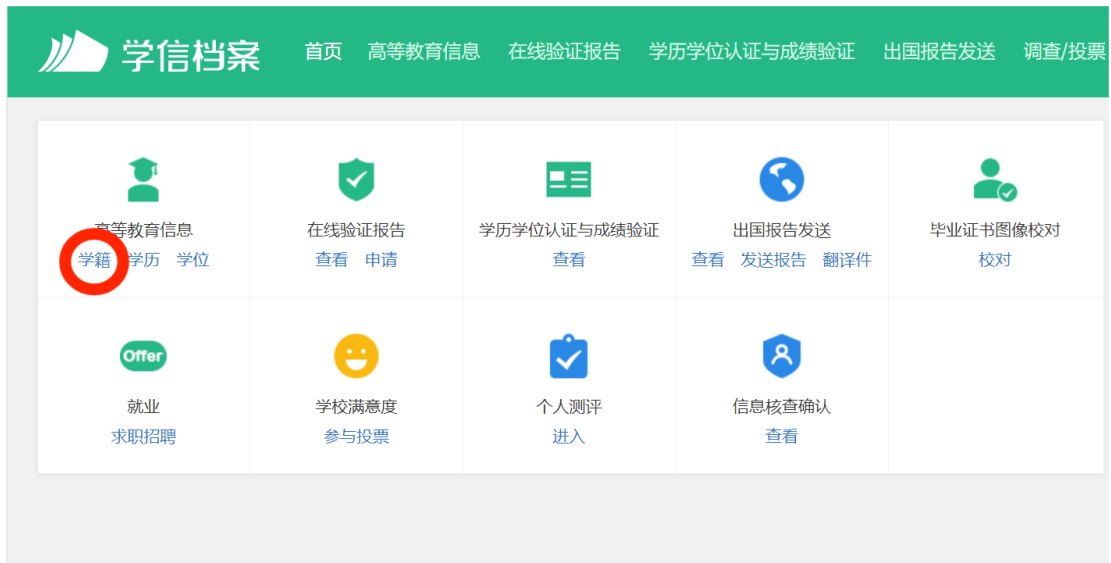 学信档案 首页 高等教育信息 在线验证报告 学历学位认证与成绩验证 出国报告发送 调查/投票
高等教育信息 在线验证报告 学历学位认证与成绩验证 出国报告发送 毕业证书图像校对
学籍 学历 学位 查看 申请 查看 查看 发送报告 翻译件 校对
Offer
就业 学校满意度 个人测评 信息核查确认
求职招聘 参与投票 进入 查看